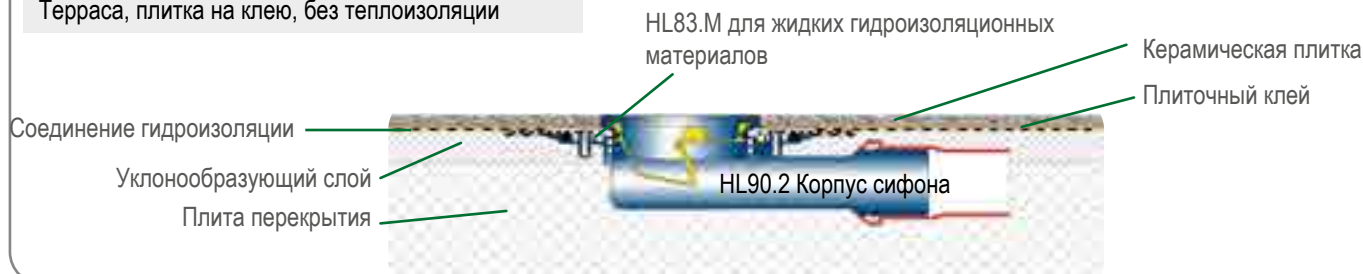 Терраса, плитка на клею, без теплоизоляции
HL83.M для жидких гидроизоляционных
материалов
Керамическая плитка
Плиточный клей
Соединение гидроизоляции
Уклонообразующий слой
HL90.2 Корпус сифона
Плита перекрытия